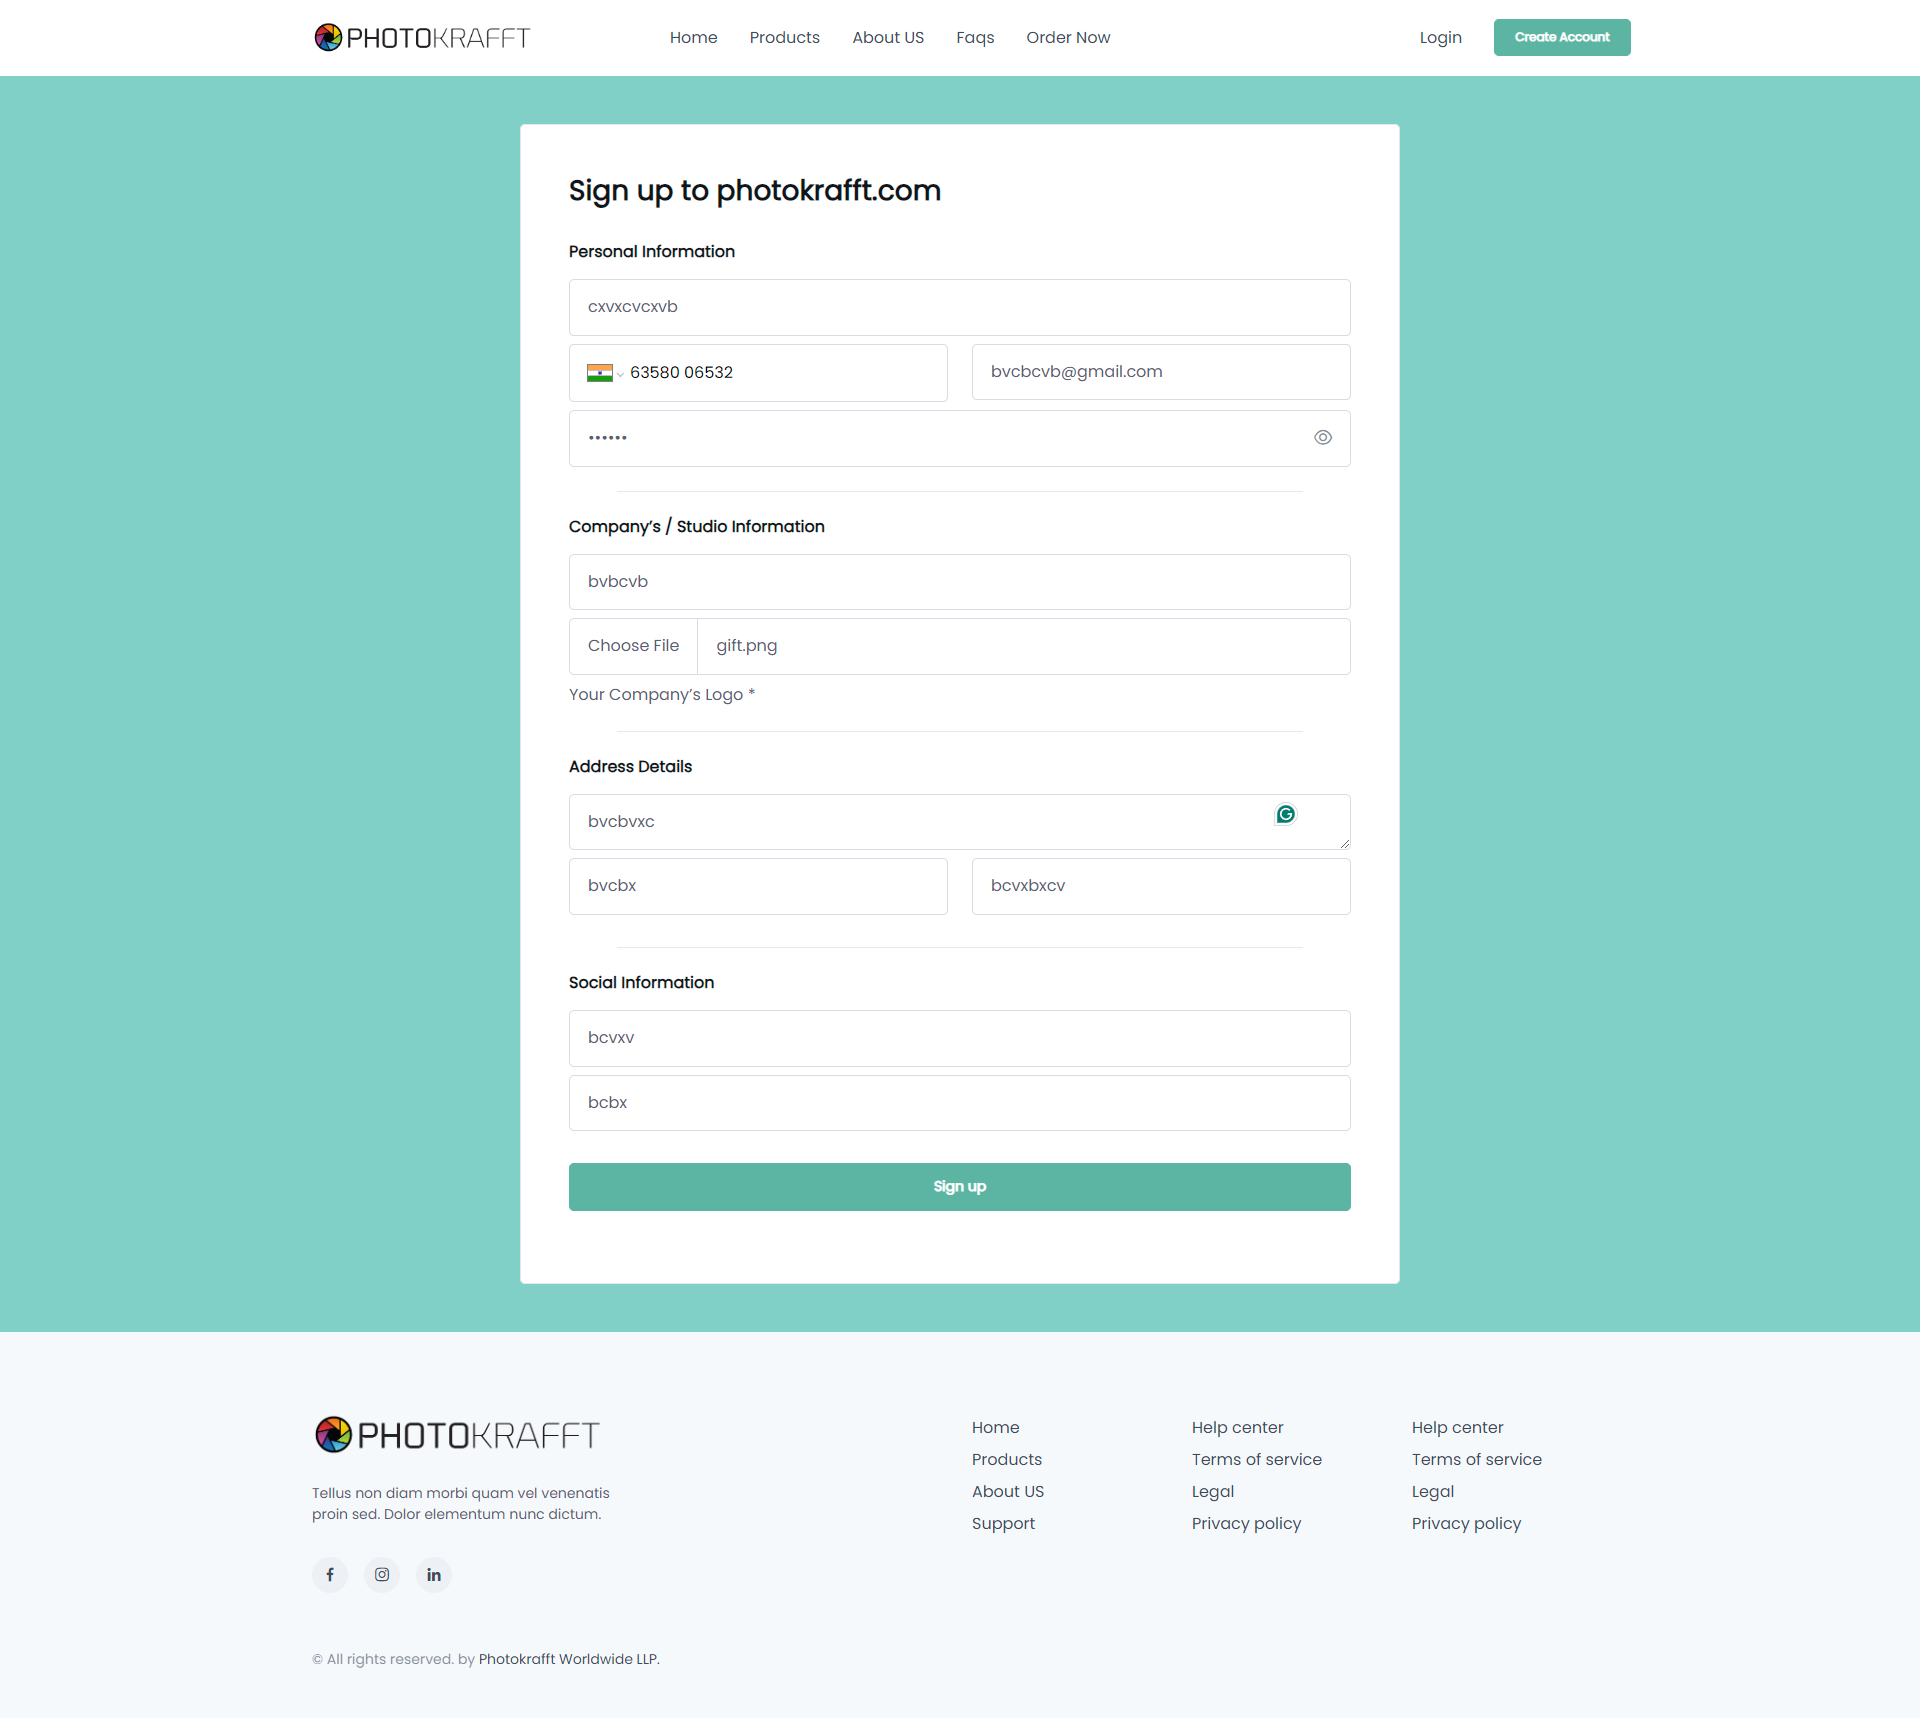 PHOTOKRAFFT
Home Products About US Faqs Order Now
Login Create Account
Sign up to photokrafft.com
Personal Information
cxvxcvcxvb
63580 06532 bvcbcvb@gmail.com
••••••
Company's / Studio Information
bvbcvb
Choose File gift.png
Your Company's Logo *
Address Details
bvcbvxc
bvcbx bcvxbxcv
Social Information
bcvxv
bcbx
Sign up
PHOTOKRAFFT
Tellus non diam morbi quam vel venenatis
proin sed. Dolor elementum nunc dictum.
Home
Products
About US
Support
Help center
Terms of service
Legal
Privacy policy
Help center
Terms of service
Legal
Privacy policy
© All rights reserved. by Photokrafft Worldwide LLP.